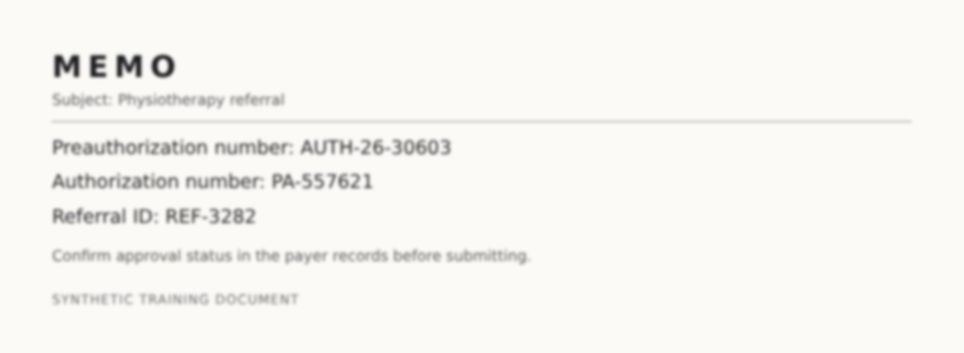 MEMO
Subject: Physiotherapy referral
Preauthorization number: AUTH-26-30603
Authorization number: PA-557621
Referral ID: REF-3282
Confirm approval status in the payer records before submitting.
SYNTHETIC TRAINING DOCUMENT